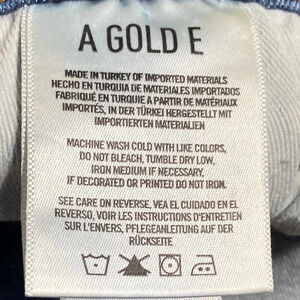 A GOLD E
MADE IN TURKEY OF IMPORTED MATERIALS
HECHO EN TURQUIA DE MATERIALES IMPORTADOS
FABRIQUÉ EN TURQUIE A PARTIR DE MATÉRIAUX
IMPORTÉS, IN DER TÜRKEI HERGESTELLT MIT
IMPORTIERTEN MATERIALIEN
MACHINE WASH COLD WITH LIKE COLORS,
DO NOT BLEACH, TUMBLE DRY LOW,
IRON MEDIUM IF NECESSARY,
IF DECORATED OR PRINTED DO NOT IRON.
SEE CARE ON REVERSE, VEA EL CUIDADO EN EL
REVERSO, VOIR LES INSTRUCTIONS D'ENTRETIEN
SUR L'ENVERS, PFLEGEANLEITUNG AUF DER
RÜCKSEITE